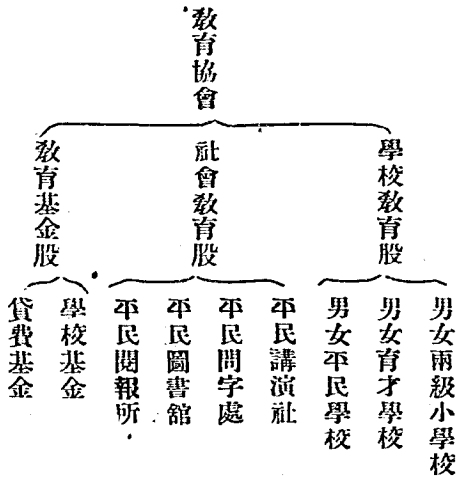 教育協會
學校教育股
社會教育股
教育基金股
男女兩級小學校
男女育才學校
男女平民學校
平民講演社
平民問字處
平民圖書館
平民閱報所
學校基金
貸費基金